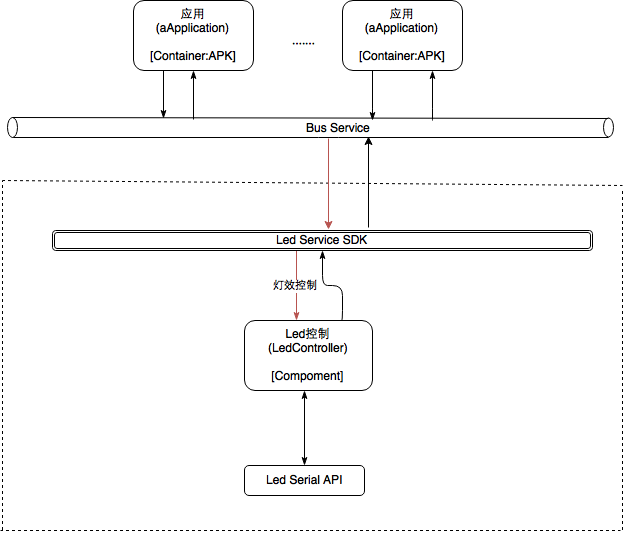 应用
(aApplication)
[Container:APK]
.......
应用
(aApplication)
[Container:APK]
Bus Service
Led Service SDK
灯效控制
Led控制
(LedController)
[Compoment]
Led Serial API